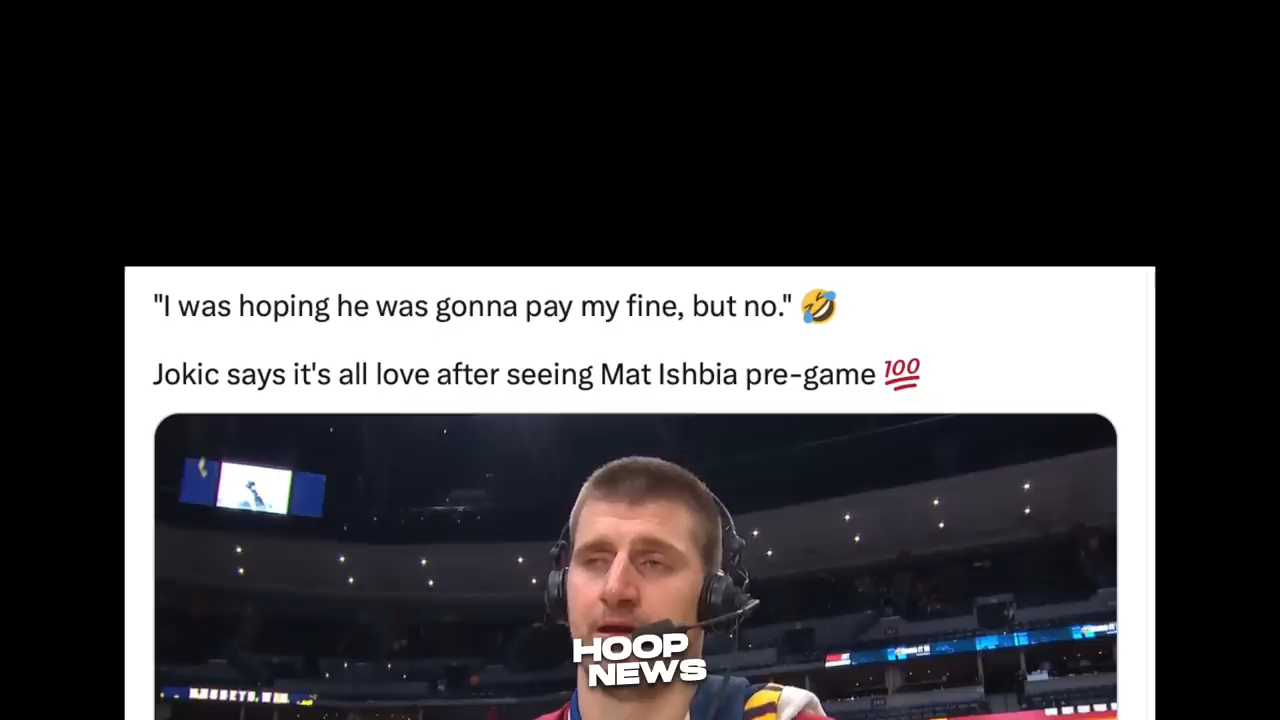 "I was hoping he was gonna pay my fine, but no." 🤣
Jokic says it's all love after seeing Mat Ishbia pre-game 💯
HOOP
NEWS